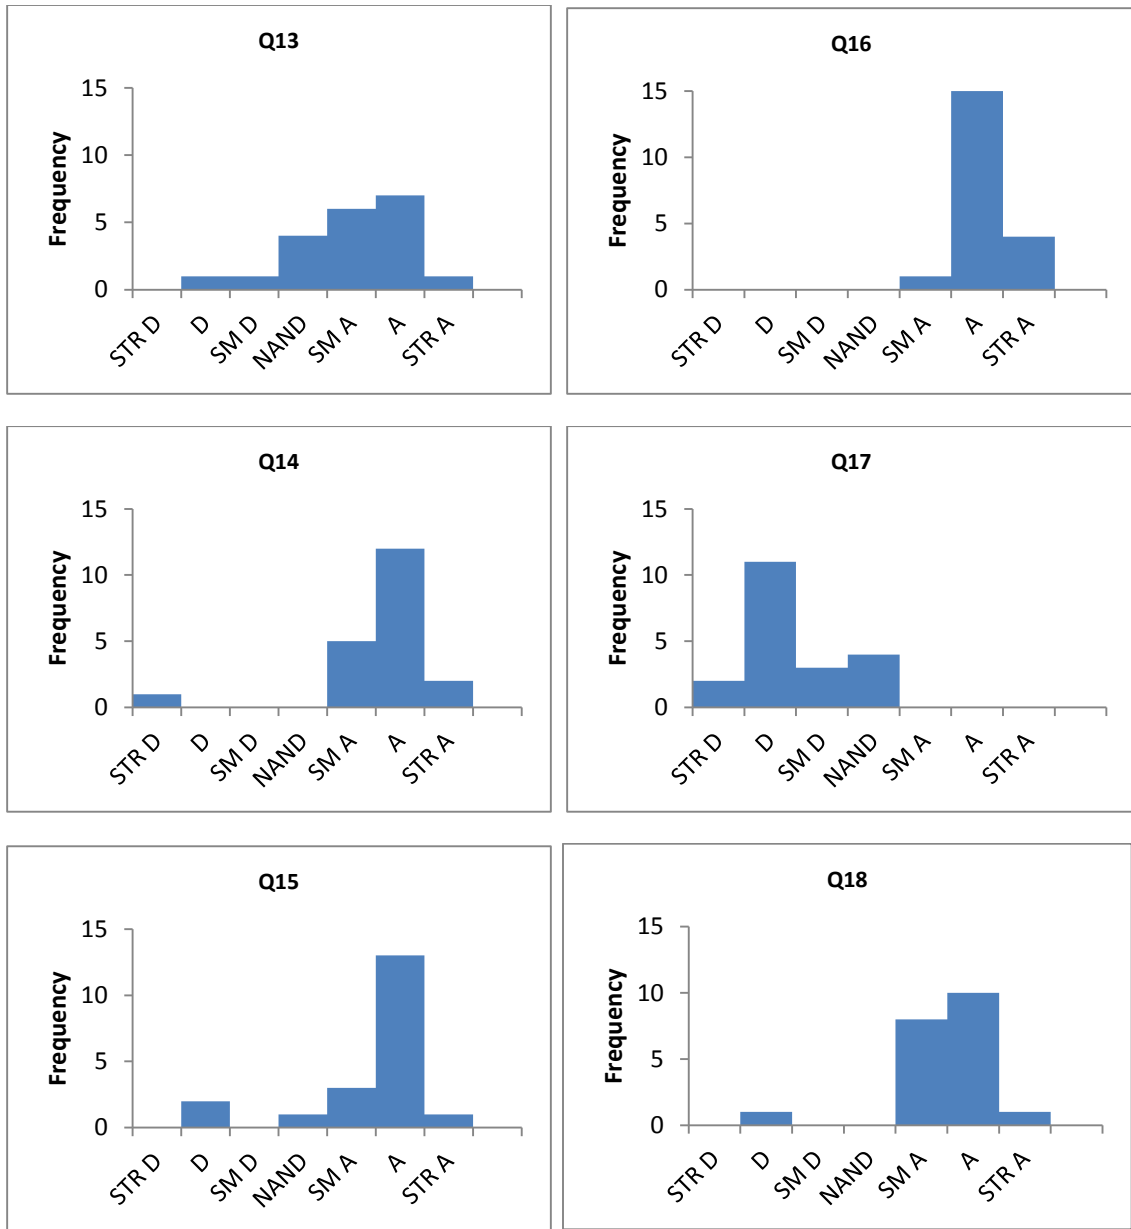 Q13
15
10
5
0
Frequency
STR D
D
SM D
NAND
SM A
A
STR A
Q16
15
10
5
0
Frequency
STR D
D
SM D
NAND
SM A
A
STR A
Q14
15
10
5
0
Frequency
STR D
D
SM D
NAND
SM A
A
STR A
Q17
15
10
5
0
Frequency
STR D
D
SM D
NAND
SM A
A
STR A
Q15
15
10
5
0
Frequency
STR D
D
SM D
NAND
SM A
A
STR A
Q18
15
10
5
0
Frequency
STR D
D
SM D
NAND
SM A
A
STR A